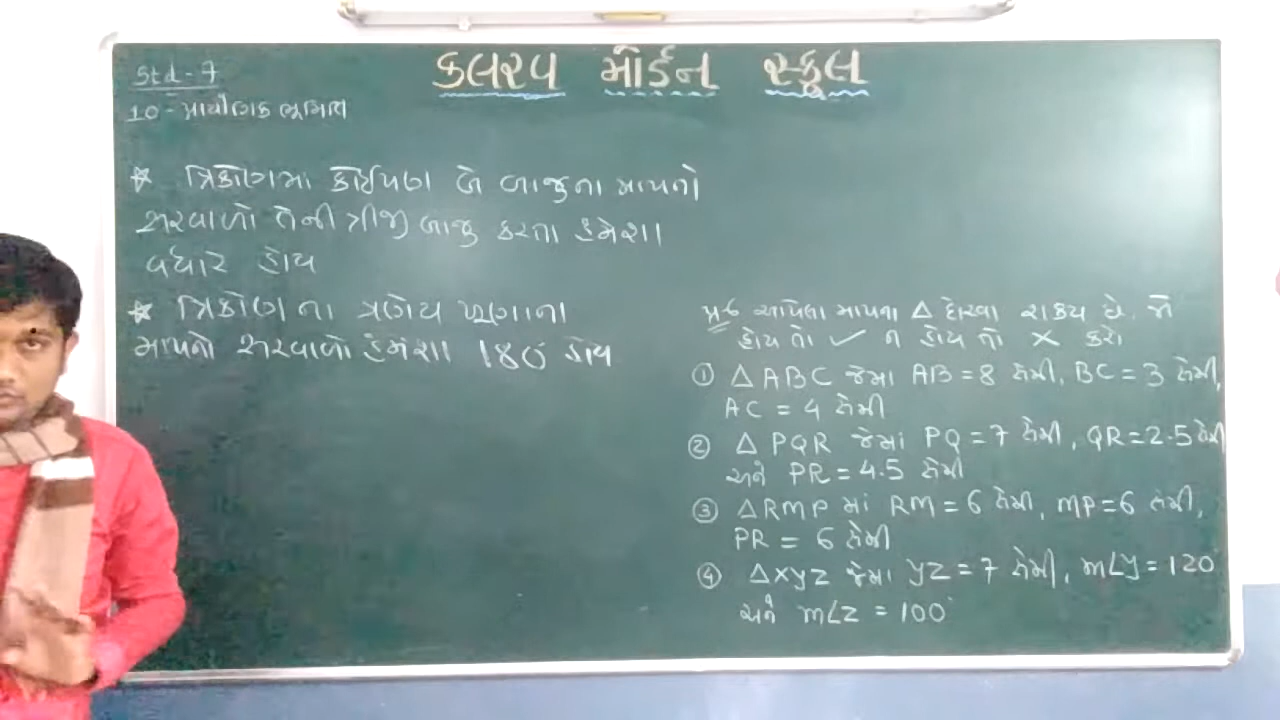 કલરવ મોર્ડન સ્કૂલ
Std - 7
10 - પ્રાયોગિક ભૂમિતિ
* ત્રિકોણમા કોઈપણ બે બાજુના માપનો
સરવાળો તેની ત્રીજી બાજુ કરતા હંમેશા
વધારે હોય
* ત્રિકોણ ના ત્રણેય ખૂણાના
માપનો સરવાળો હંમેશા 180° હોય
આપેલા માપના △ દોરવા શક્ય છે. જો
હોય તો ✓ ન હોય તો ✗ કરો
① △ABC જેમા AB = 8 સેમી, BC = 3 સેમી,
AC = 4 સેમી
② △ PQR જેમાં PQ = 7 સેમી, QR = 2.5 સેમી
અને PR = 4.5 સેમી
③ △RMP માં RM = 6 સેમી, MP = 6 સેમી,
PR = 6 સેમી
④ △XYZ જેમા YZ = 7 સેમી, m∠y = 120°
અને m∠z = 100°